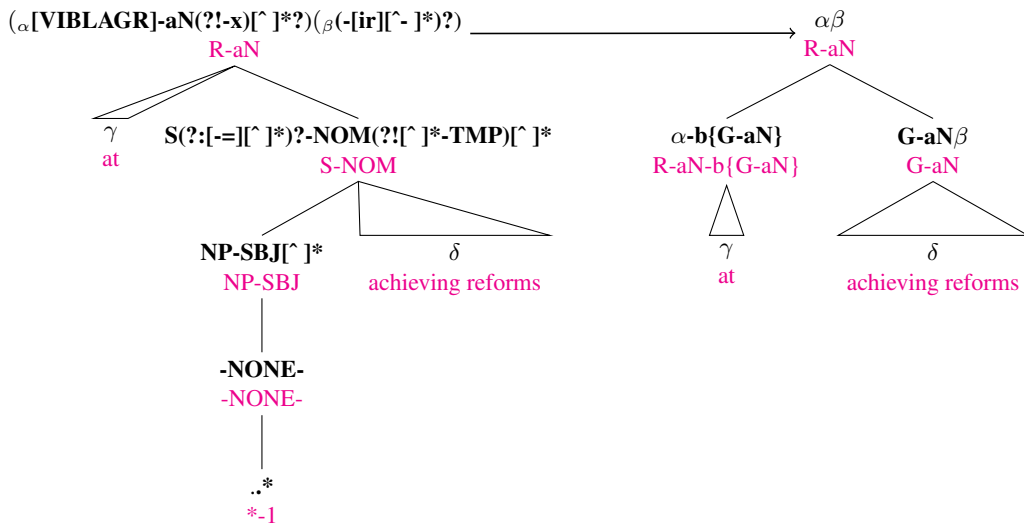 (α[VIBLAGR]-aN(?!-x)[^ ]*?)(β(-[ir][^- ]*)?) αβ
R-aN R-aN
γ S(?:[-=][^ ]*)?-NOM(?![^ ]*-TMP)[^ ]* α-b{G-aN} G-aNβ
at S-NOM R-aN-b{G-aN} G-aN
NP-SBJ[^ ]* δ γ δ
NP-SBJ achieving reforms at achieving reforms
-NONE-
-NONE-
..*
*-1